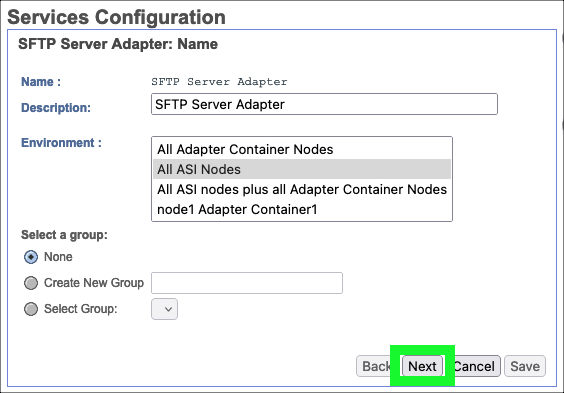 Services Configuration
SFTP Server Adapter: Name
Name : SFTP Server Adapter
Description: SFTP Server Adapter
Environment : All Adapter Container Nodes
All ASI Nodes
All ASI nodes plus all Adapter Container Nodes
node1 Adapter Container1
Select a group:
None
Create New Group
Select Group:
Back Next Cancel Save